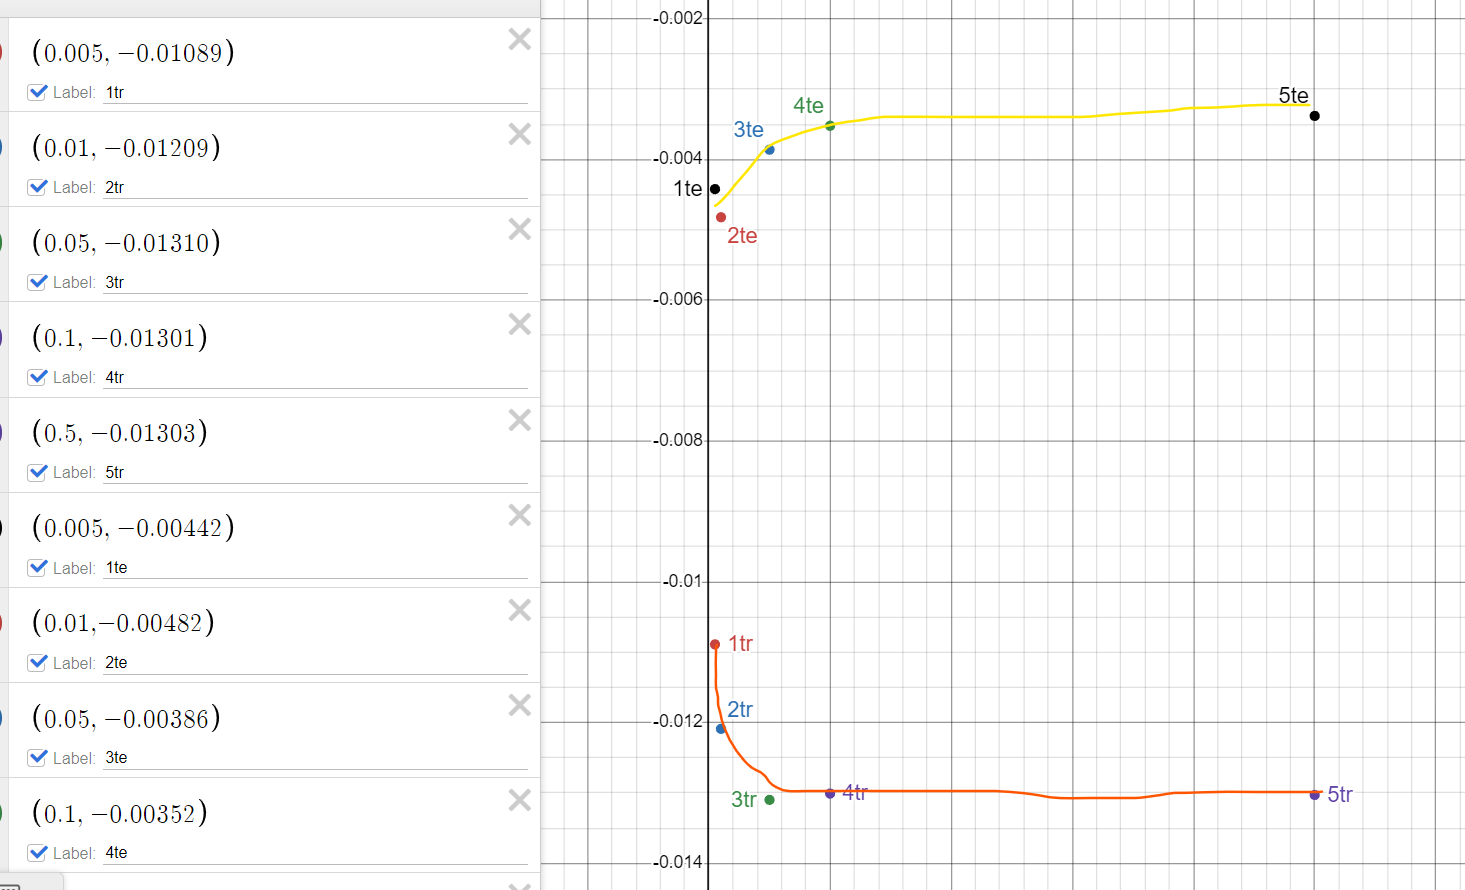 (0.005, −0.01089)
Label: 1tr
(0.01, −0.01209)
Label: 2tr
(0.05, −0.01310)
Label: 3tr
(0.1, −0.01301)
Label: 4tr
(0.5, −0.01303)
Label: 5tr
(0.005, −0.00442)
Label: 1te
(0.01,−0.00482)
Label: 2te
(0.05, −0.00386)
Label: 3te
(0.1, −0.00352)
Label: 4te
-0.002
5te
4te
3te
-0.004
1te
2te
-0.006
-0.008
-0.01
1tr
2tr
-0.012
3tr
4tr
5tr
-0.014